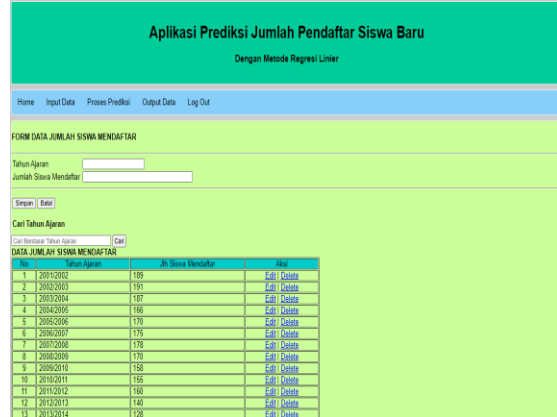 Aplikasi Prediksi Jumlah Pendaftar Siswa Baru
Dengan Metode Regresi Linier
Home Input Data Proses Prediksi Output Data Log Out
FORM DATA JUMLAH SISWA MENDAFTAR
Tahun Ajaran
Jumlah Siswa Mendaftar
Simpan Batal
Cari Tahun Ajaran
Cari Berdasar Tahun Ajaran Cari
DATA JUMLAH SISWA MENDAFTAR
No Tahun Ajaran Jlh Siswa Mendaftar Aksi
1 2001/2002 189 Edit | Delete
2 2002/2003 191 Edit | Delete
3 2003/2004 187 Edit | Delete
4 2004/2005 166 Edit | Delete
5 2005/2006 170 Edit | Delete
6 2006/2007 175 Edit | Delete
7 2007/2008 178 Edit | Delete
8 2008/2009 170 Edit | Delete
9 2009/2010 158 Edit | Delete
10 2010/2011 155 Edit | Delete
11 2011/2012 160 Edit | Delete
12 2012/2013 140 Edit | Delete
13 2013/2014 128 Edit | Delete